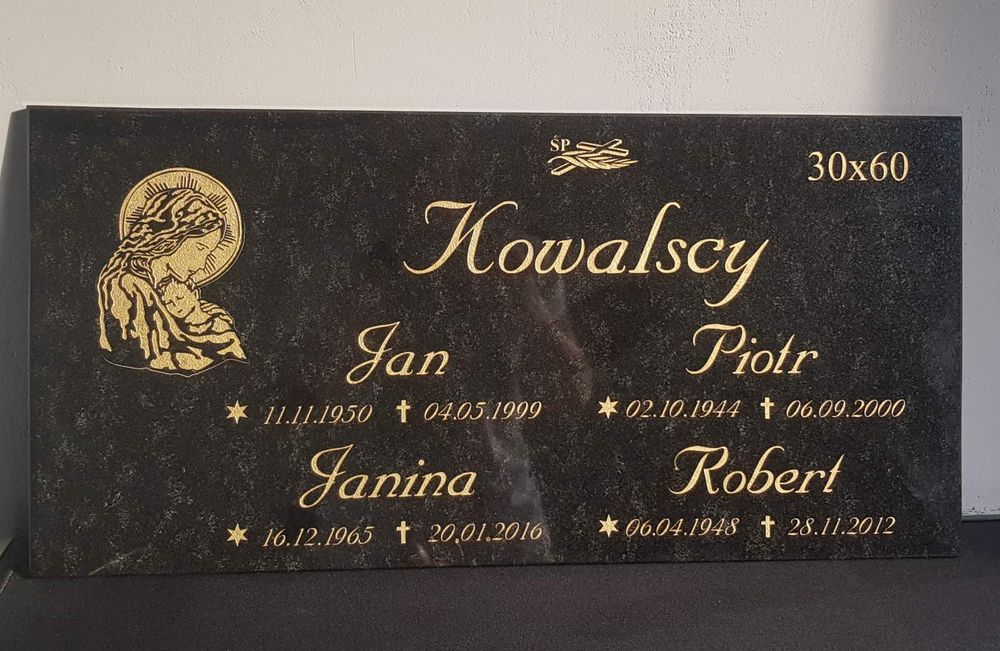 ŚP
30x60
Kowalscy
Jan
Piotr
* 11.11.1950 † 04.05.1999
* 02.10.1944 † 06.09.2000
Janina
Robert
* 16.12.1965 † 20.01.2016
* 06.04.1948 † 28.11.2012